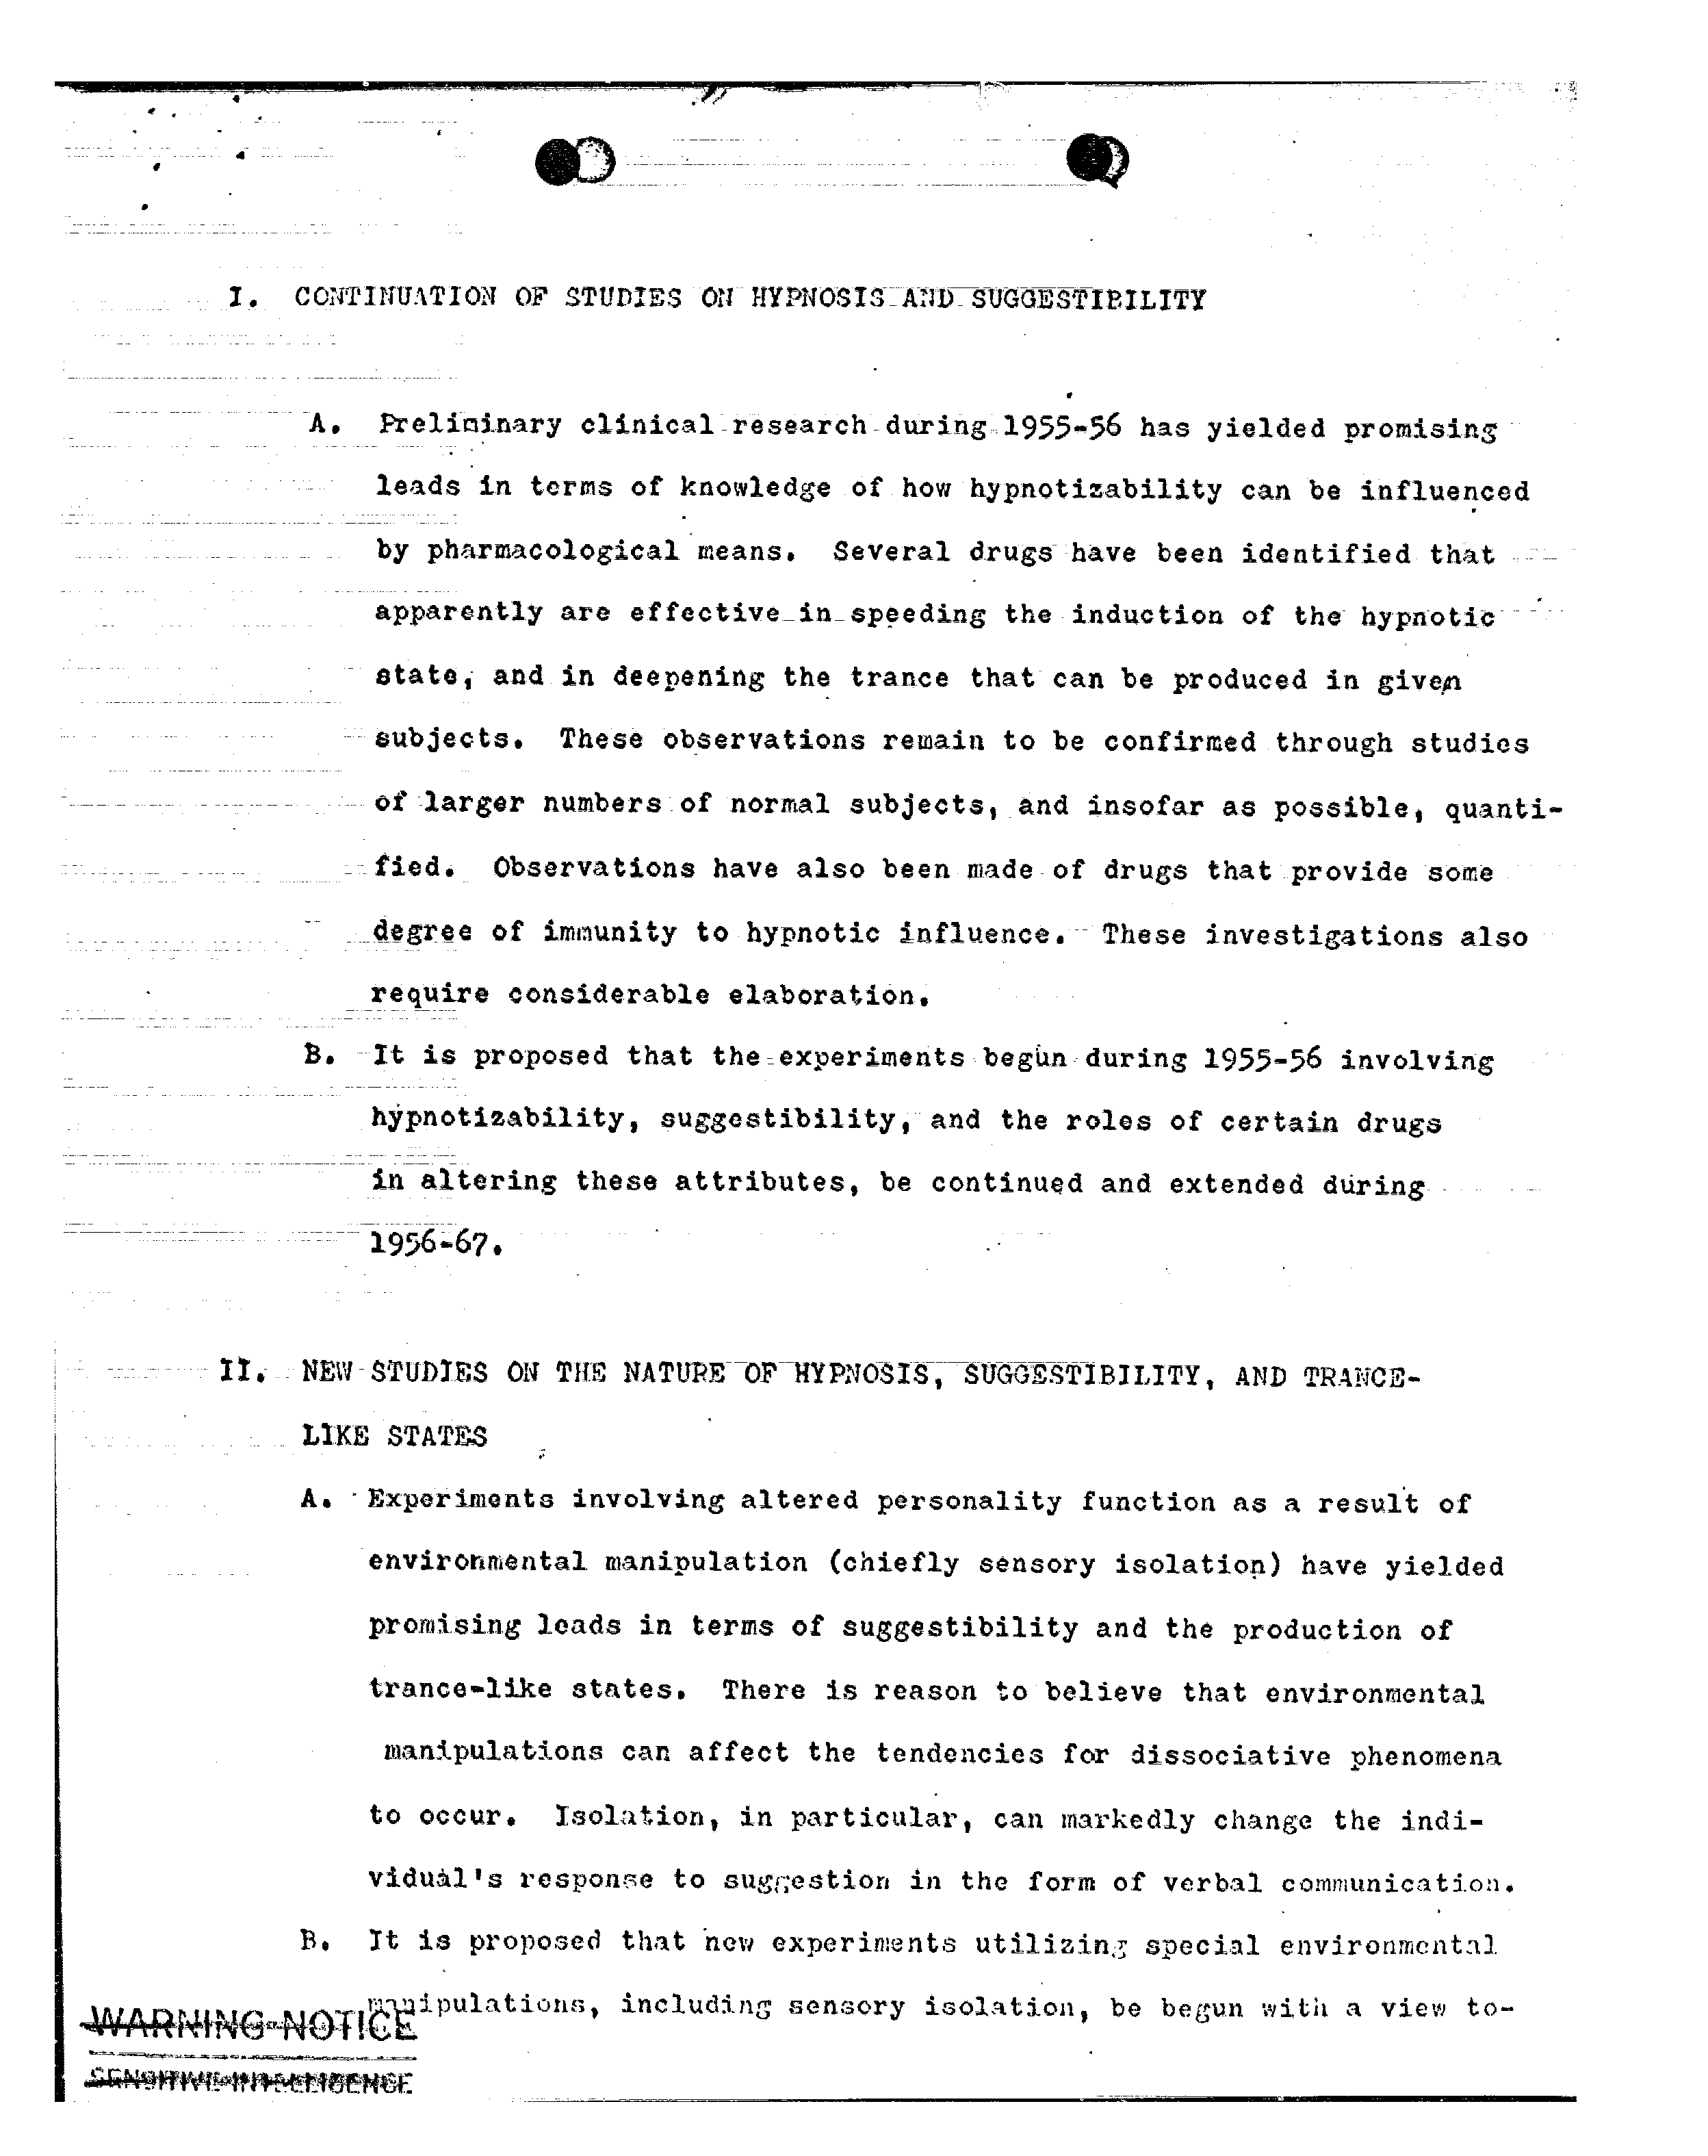 I. CONTINUATION OF STUDIES ON HYPNOSIS AND SUGGESTIBILITY
A. Preliminary clinical research during 1955-56 has yielded promising
leads in terms of knowledge of how hypnotizability can be influenced
by pharmacological means. Several drugs have been identified that
apparently are effective in speeding the induction of the hypnotic
state, and in deepening the trance that can be produced in given
subjects. These observations remain to be confirmed through studies
of larger numbers of normal subjects, and insofar as possible, quanti-
fied. Observations have also been made of drugs that provide some
degree of immunity to hypnotic influence. These investigations also
require considerable elaboration.
B. It is proposed that the experiments begun during 1955-56 involving
hypnotizability, suggestibility, and the roles of certain drugs
in altering these attributes, be continued and extended during
1956-67.
II. NEW STUDIES ON THE NATURE OF HYPNOSIS, SUGGESTIBILITY, AND TRANCE-
LIKE STATES
A. Experiments involving altered personality function as a result of
environmental manipulation (chiefly sensory isolation) have yielded
promising leads in terms of suggestibility and the production of
trance-like states. There is reason to believe that environmental
manipulations can affect the tendencies for dissociative phenomena
to occur. Isolation, in particular, can markedly change the indi-
vidual's response to suggestion in the form of verbal communication.
B. It is proposed that new experiments utilizing special environmental
manipulations, including sensory isolation, be begun with a view to-
WARNING NOTICE
SENSITIVE INTELLIGENCE